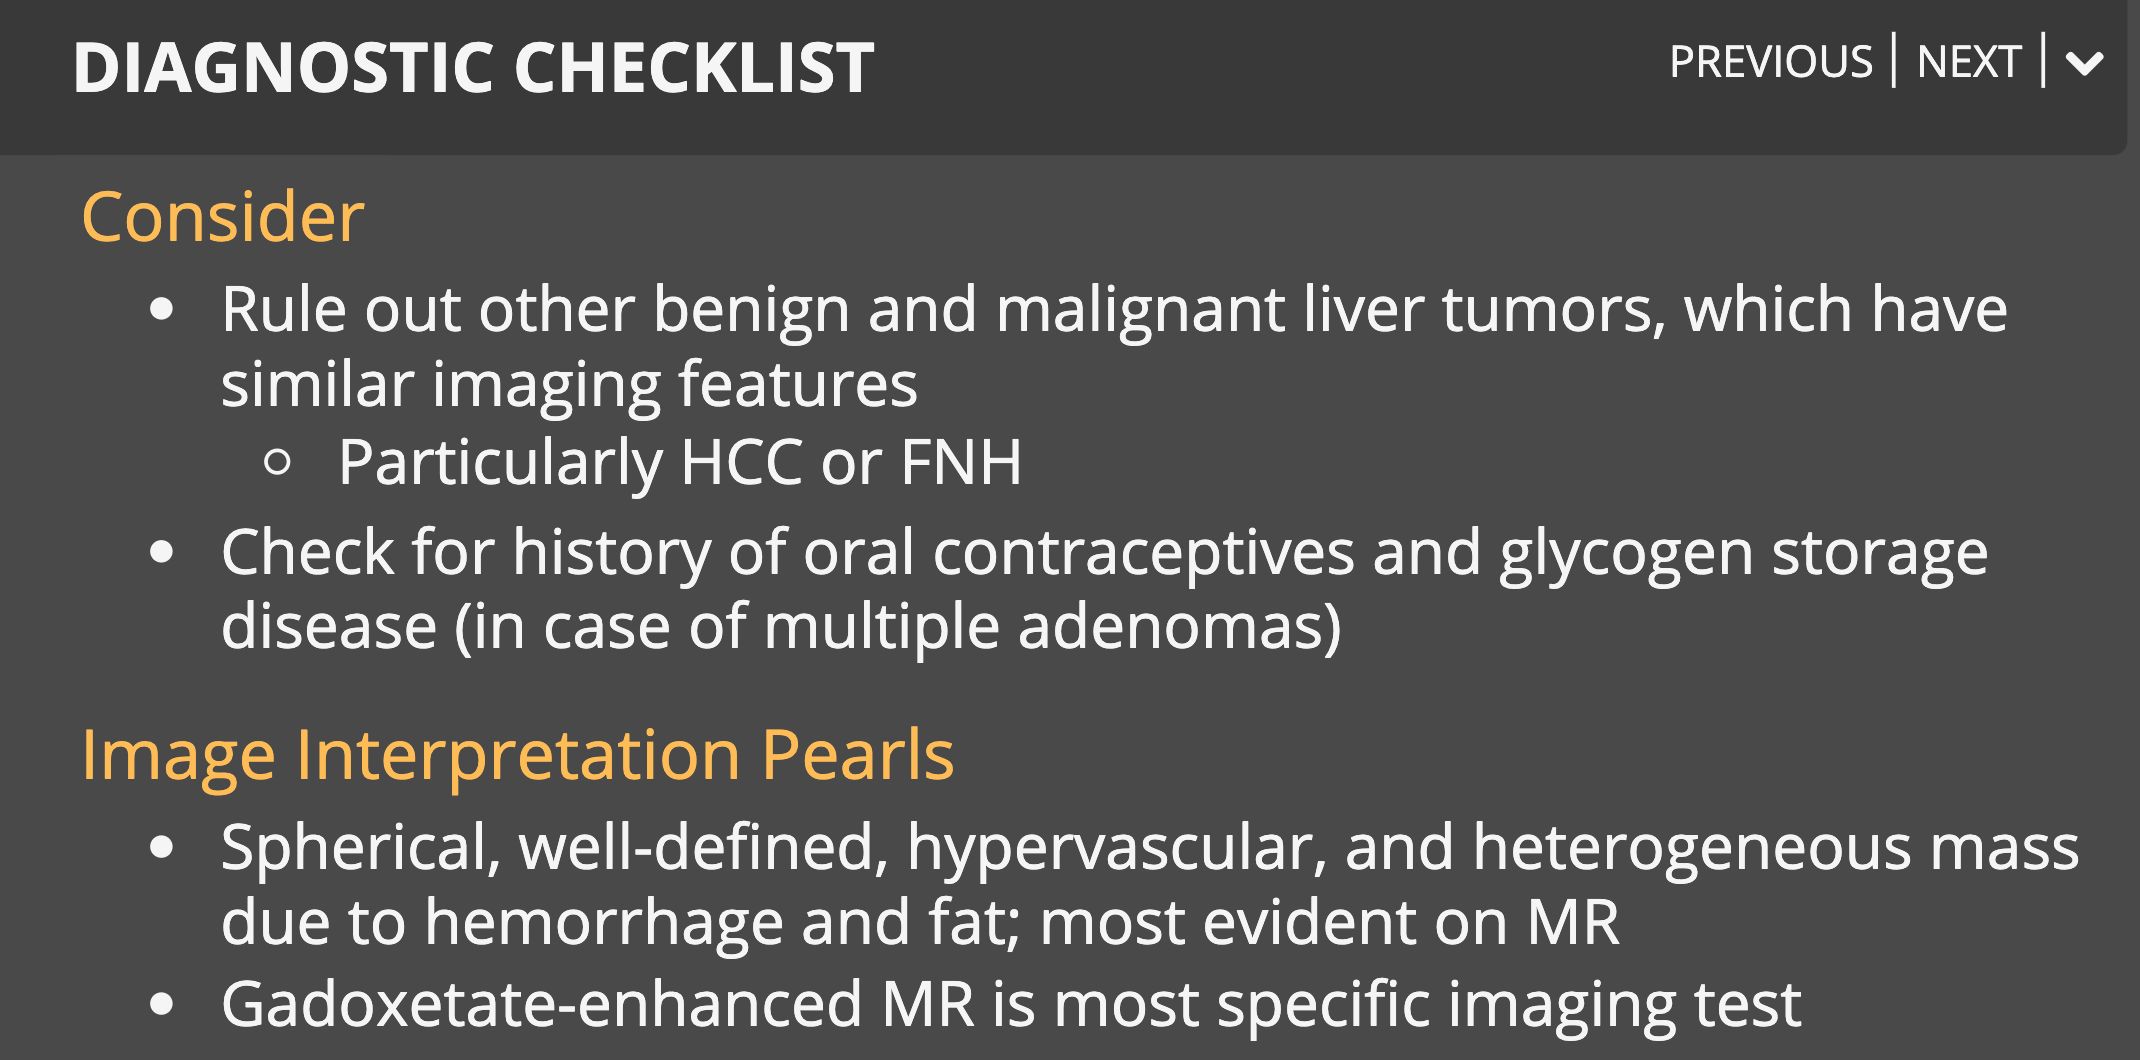 DIAGNOSTIC CHECKLIST
PREVIOUS | NEXT |
Consider
• Rule out other benign and malignant liver tumors, which have
similar imaging features
○ Particularly HCC or FNH
• Check for history of oral contraceptives and glycogen storage
disease (in case of multiple adenomas)
Image Interpretation Pearls
• Spherical, well-defined, hypervascular, and heterogeneous mass
due to hemorrhage and fat; most evident on MR
• Gadoxetate-enhanced MR is most specific imaging test